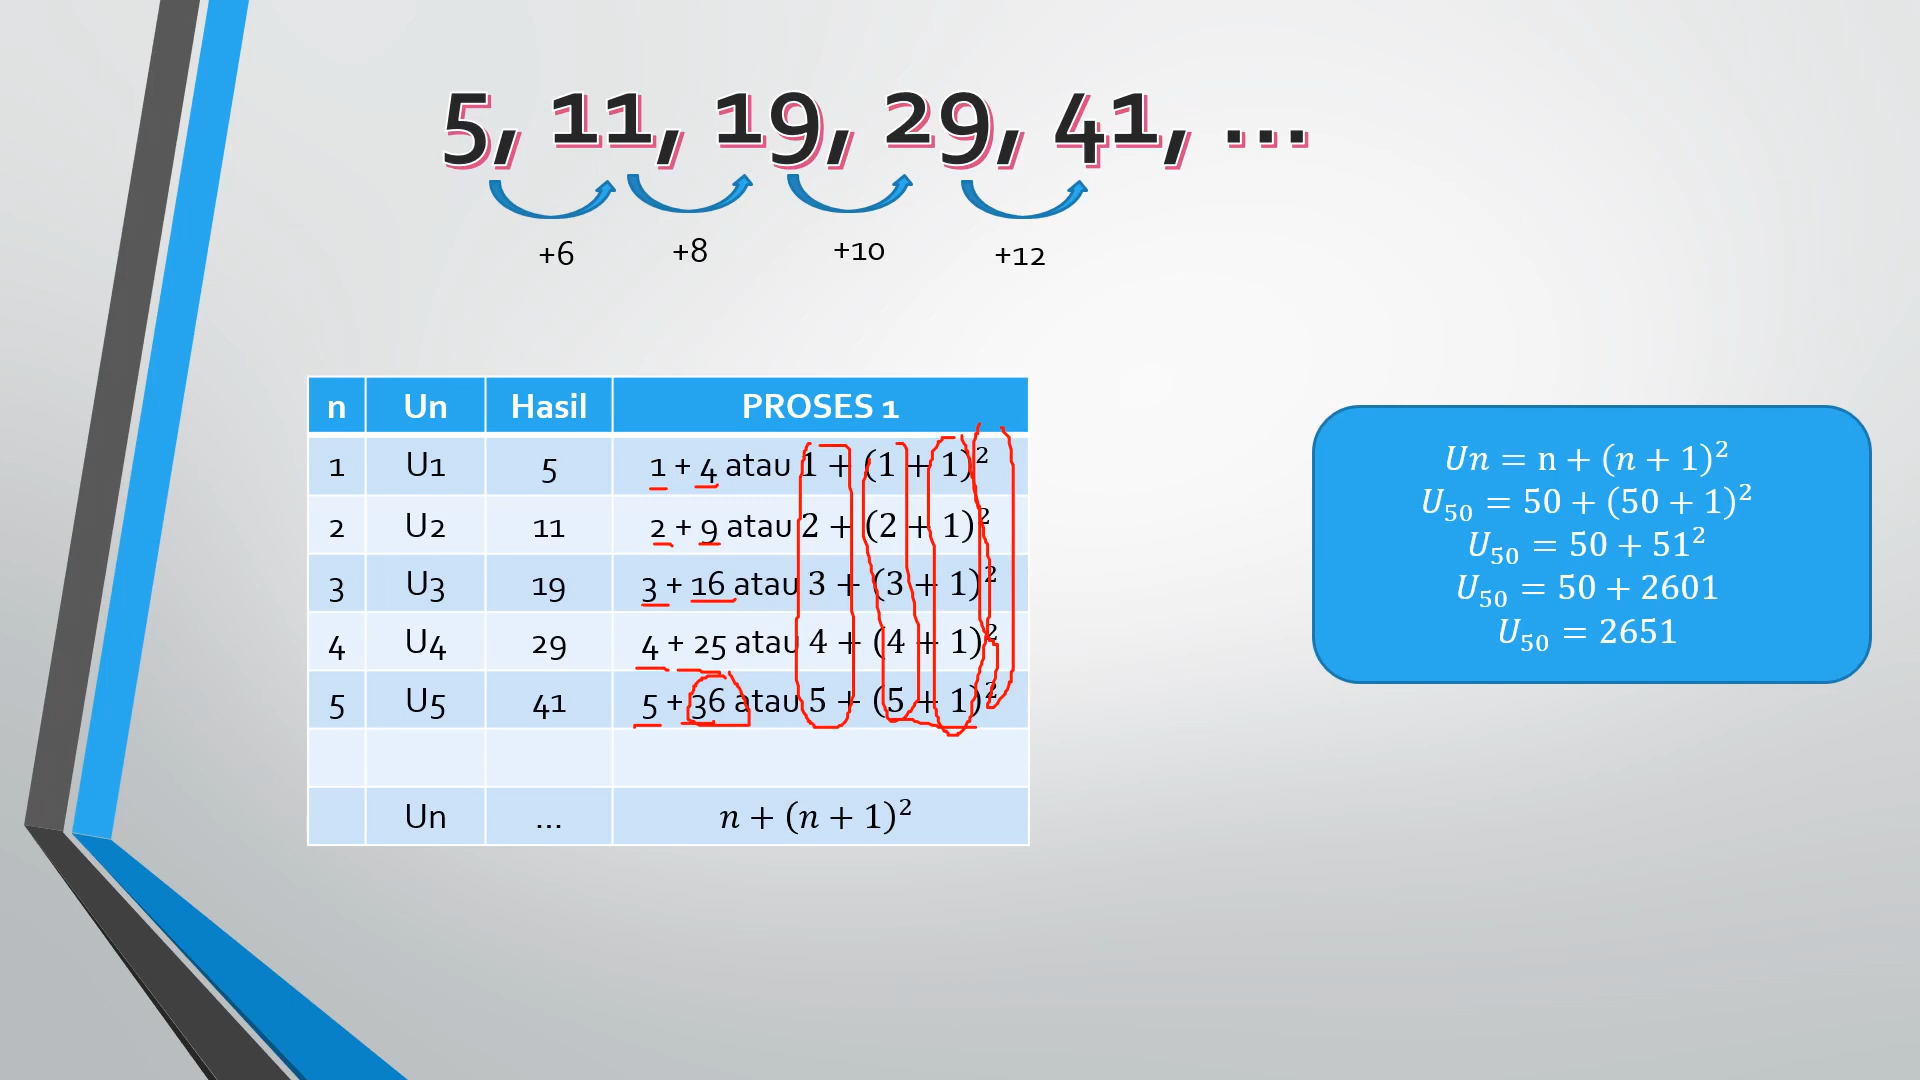 5, 11, 19, 29, 41, ...
+6 +8 +10 +12
n Un Hasil PROSES 1
1 U1 5 1 + 4 atau 1 + (1 + 1)²
2 U2 11 2 + 9 atau 2 + (2 + 1)²
3 U3 19 3 + 16 atau 3 + (3 + 1)²
4 U4 29 4 + 25 atau 4 + (4 + 1)²
5 U5 41 5 + 36 atau 5 + (5 + 1)²
Un ... n + (n + 1)²
Un = n + (n + 1)²
U₅₀ = 50 + (50 + 1)²
U₅₀ = 50 + 51²
U₅₀ = 50 + 2601
U₅₀ = 2651